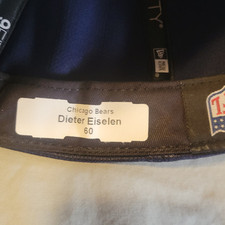 Chicago Bears
Dieter Eiselen
60